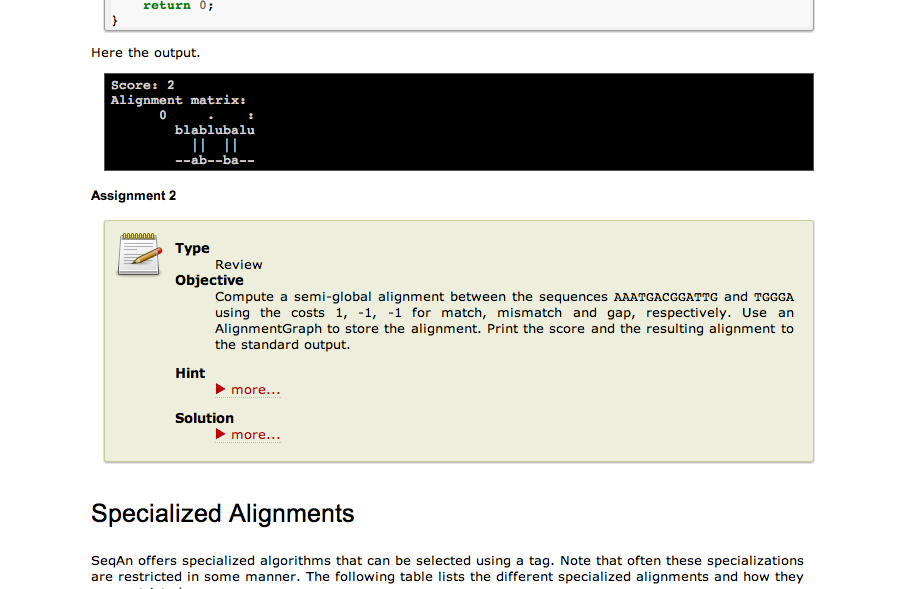 return 0;
}
Here the output.
Score: 2
Alignment matrix:
0 . :
blablubalu
|| ||
--ab--ba--
Assignment 2
Type
Review
Objective
Compute a semi-global alignment between the sequences AAATGACGGATTG and TGGGA
using the costs 1, -1, -1 for match, mismatch and gap, respectively. Use an
AlignmentGraph to store the alignment. Print the score and the resulting alignment to
the standard output.
Hint
▶ more...
Solution
▶ more...
Specialized Alignments
SeqAn offers specialized algorithms that can be selected using a tag. Note that often these specializations
are restricted in some manner. The following table lists the different specialized alignments and how they